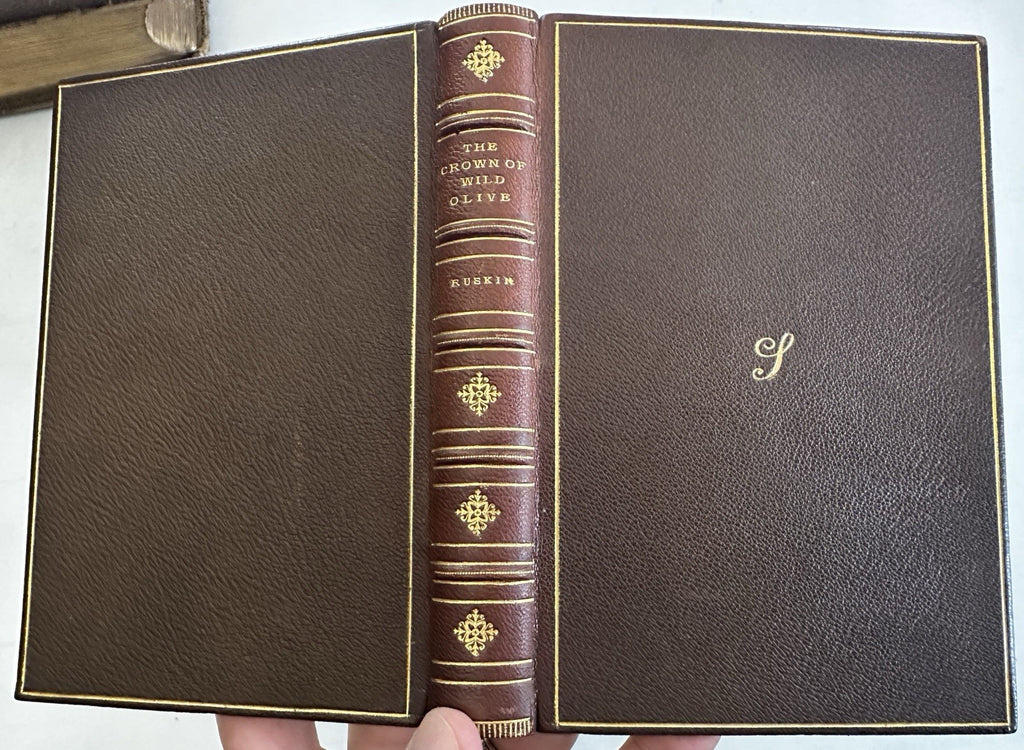 THE
CROWN OF
WILD
OLIVE
RUSKIN
S